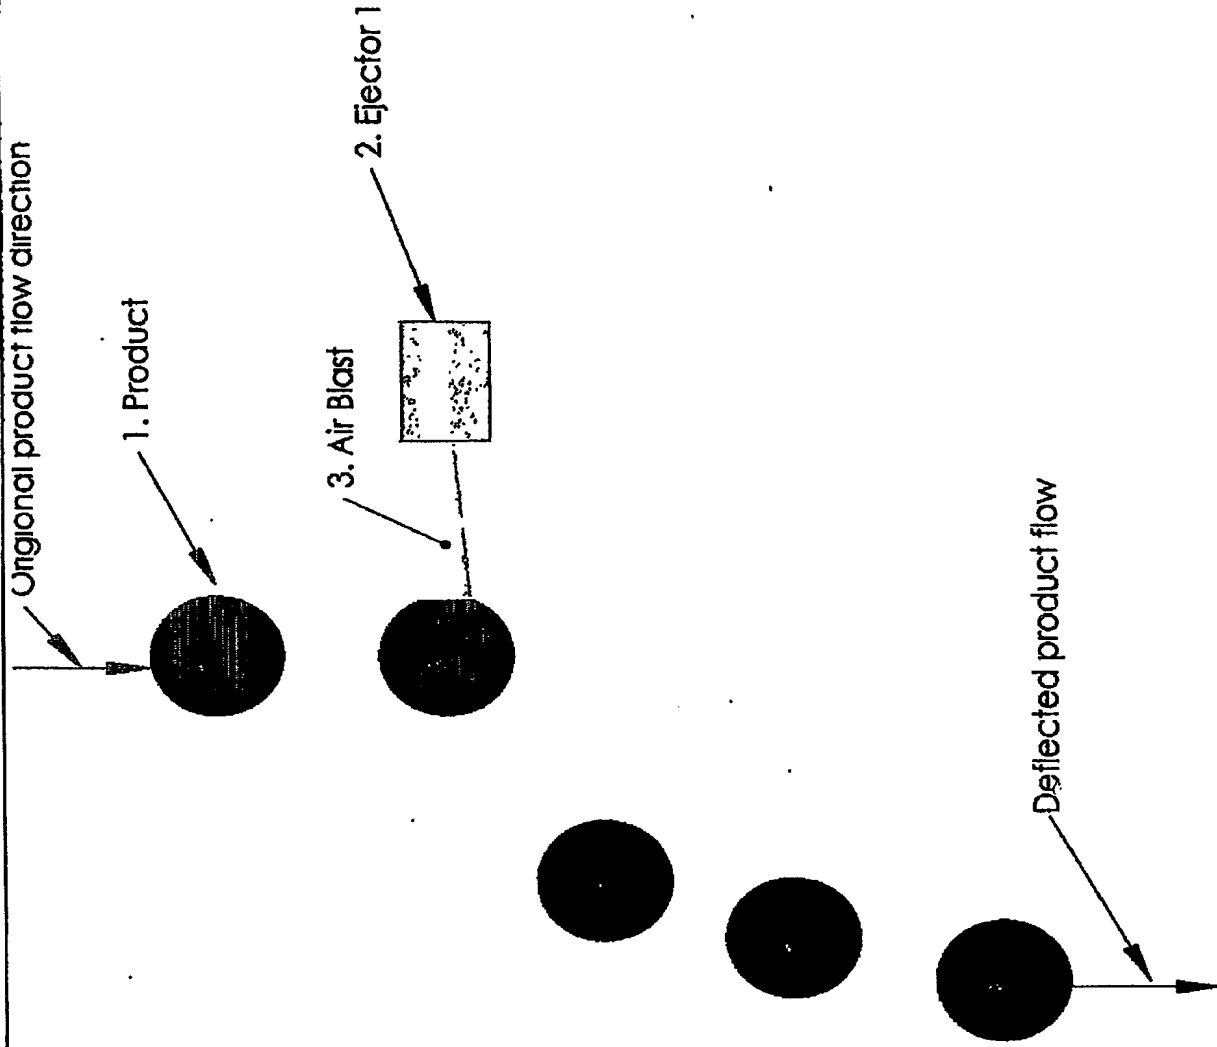 Origional product flow direction
1. Product
2. Ejector 1
3. Air Blast
Deflected product flow